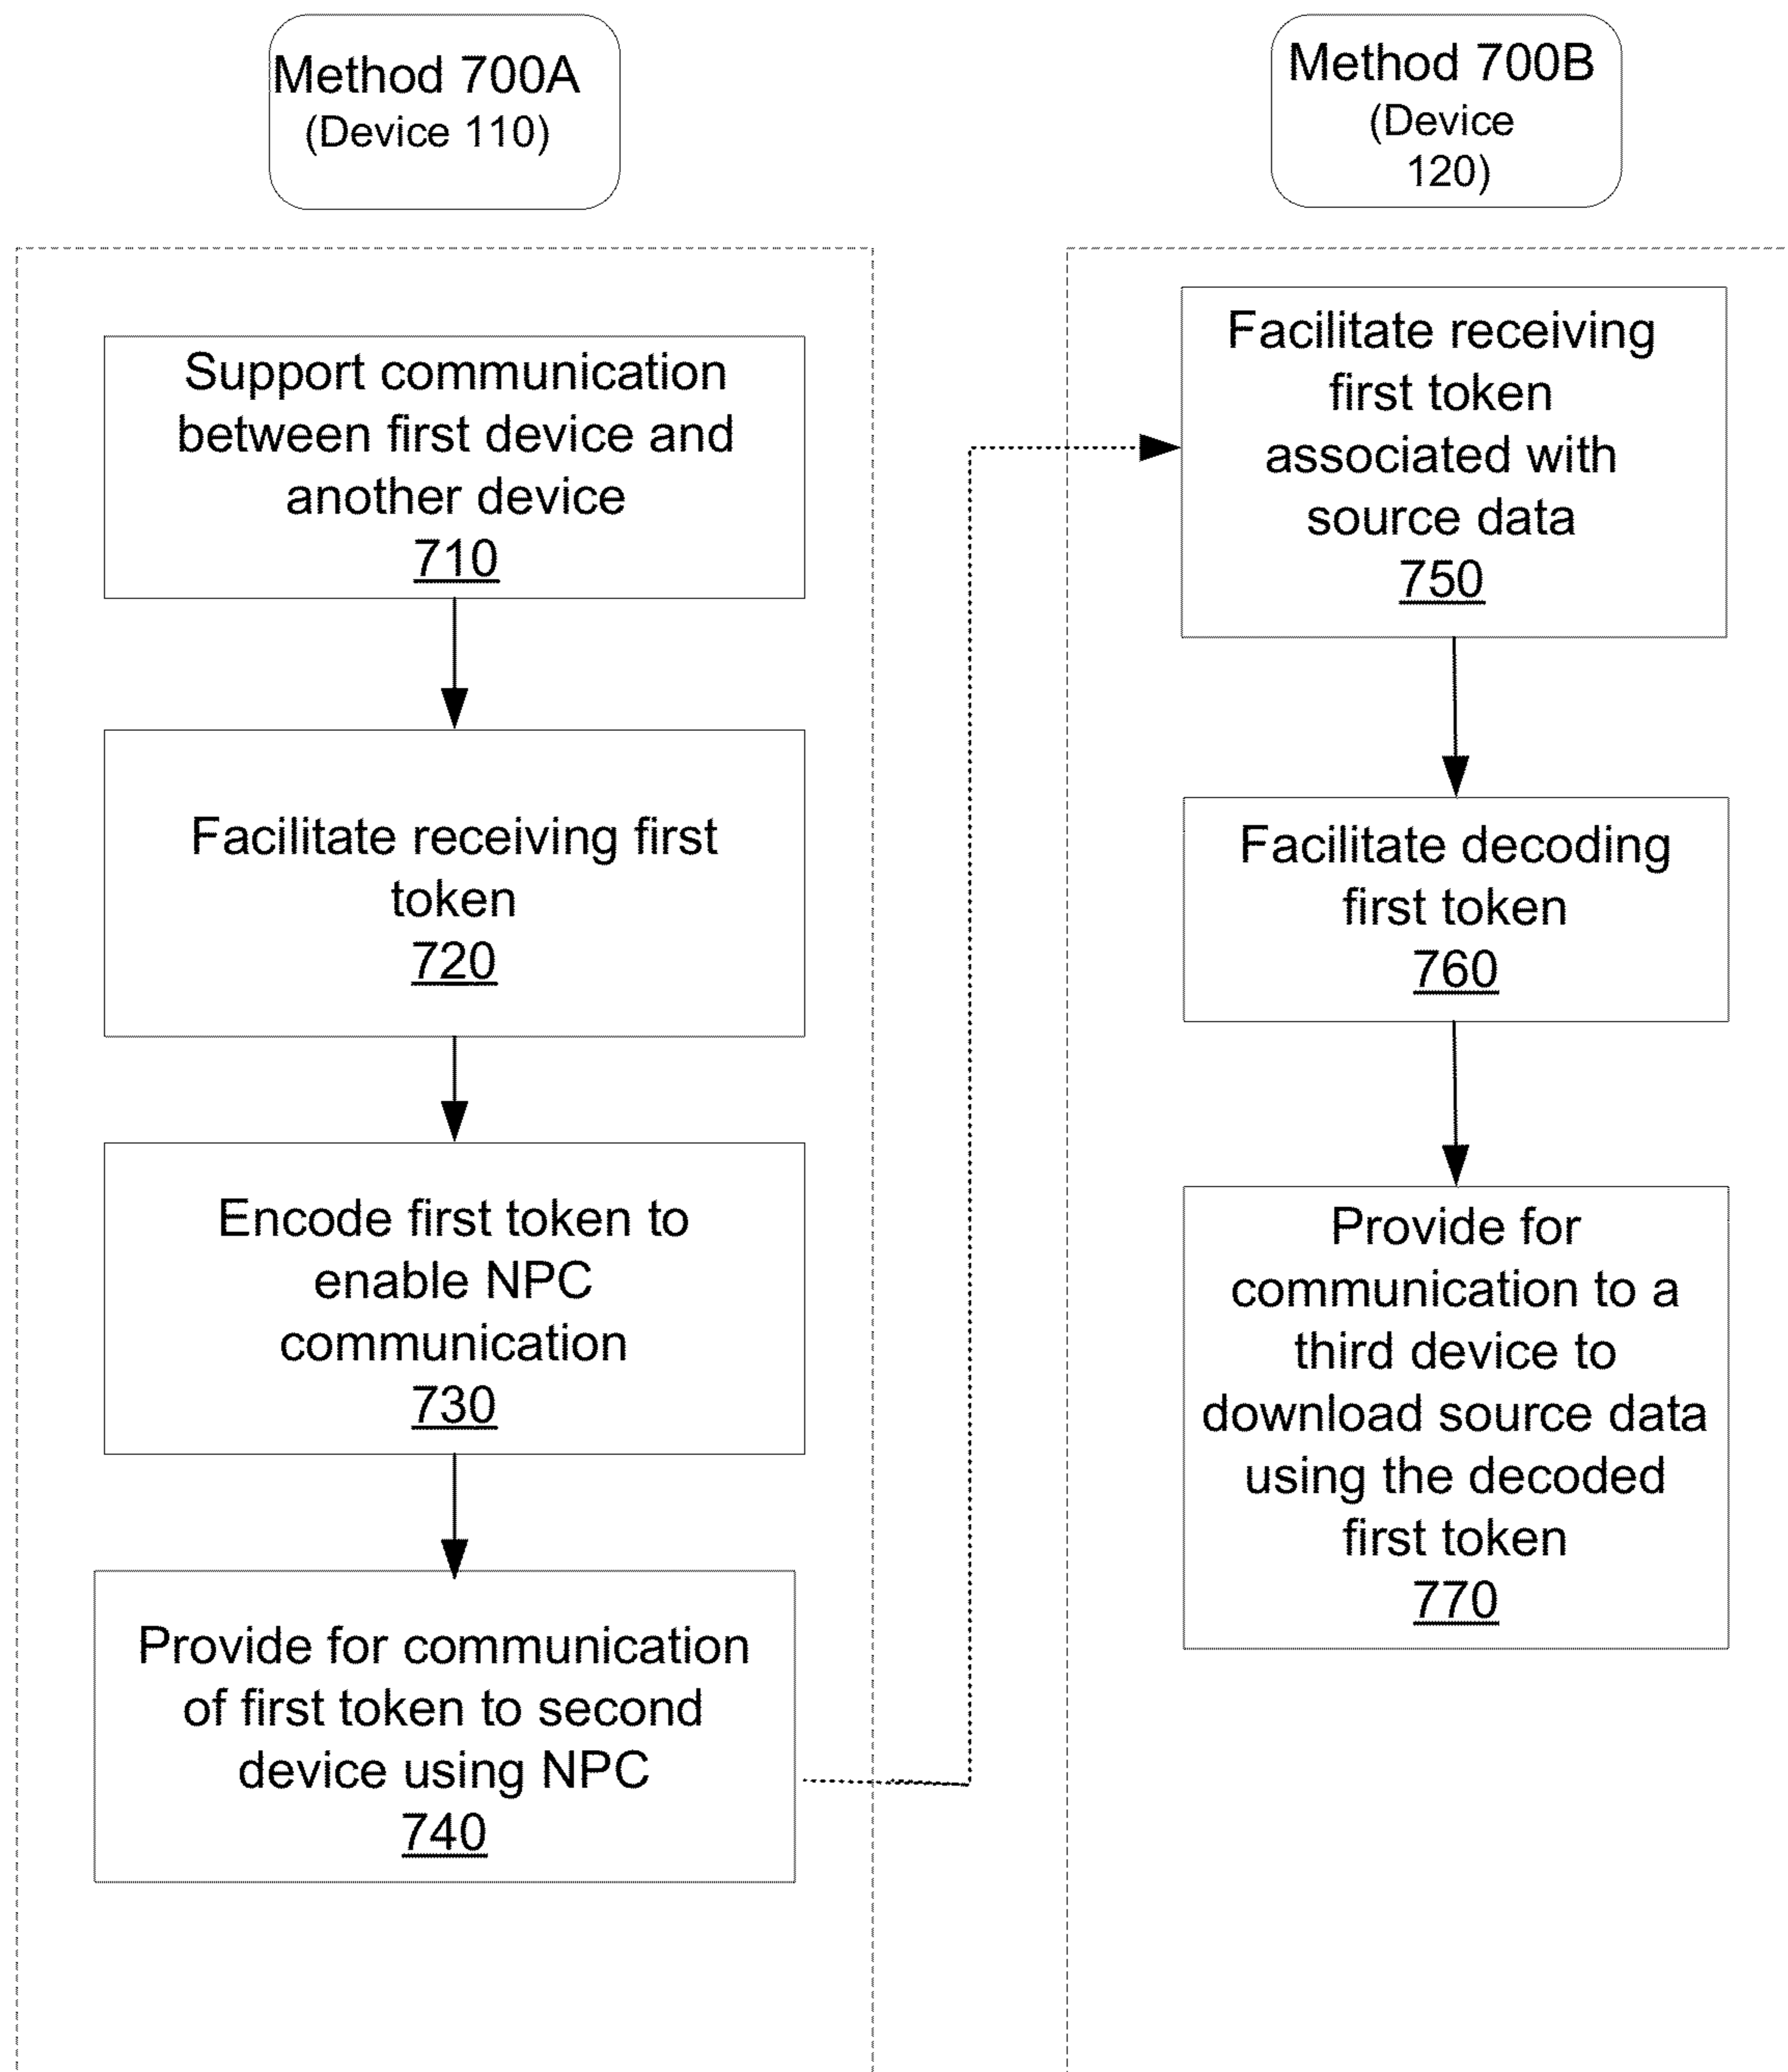 Method 700A
(Device 110)
Support communication
between first device and
another device
710
Facilitate receiving first
token
720
Encode first token to
enable NPC
communication
730
Provide for communication
of first token to second
device using NPC
740
Method 700B
(Device
120)
Facilitate receiving
first token
associated with
source data
750
Facilitate decoding
first token
760
Provide for
communication to a
third device to
download source data
using the decoded
first token
770